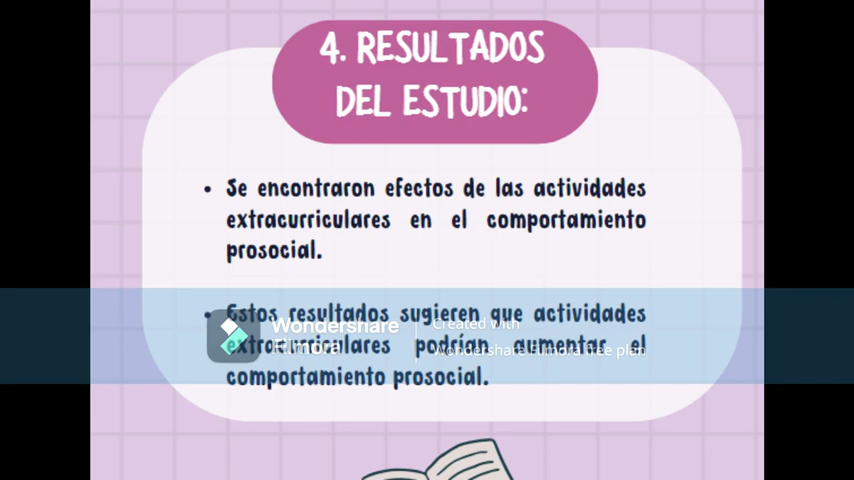 4. RESULTADOS
DEL ESTUDIO:
• Se encontraron efectos de las actividades
extracurriculares en el comportamiento
prosocial.
• Estos resultados sugieren que actividades
extracurriculares podrían aumentar el
comportamiento prosocial.
Wondershare
Filmora
Created with
Wondershare Filmora free plan